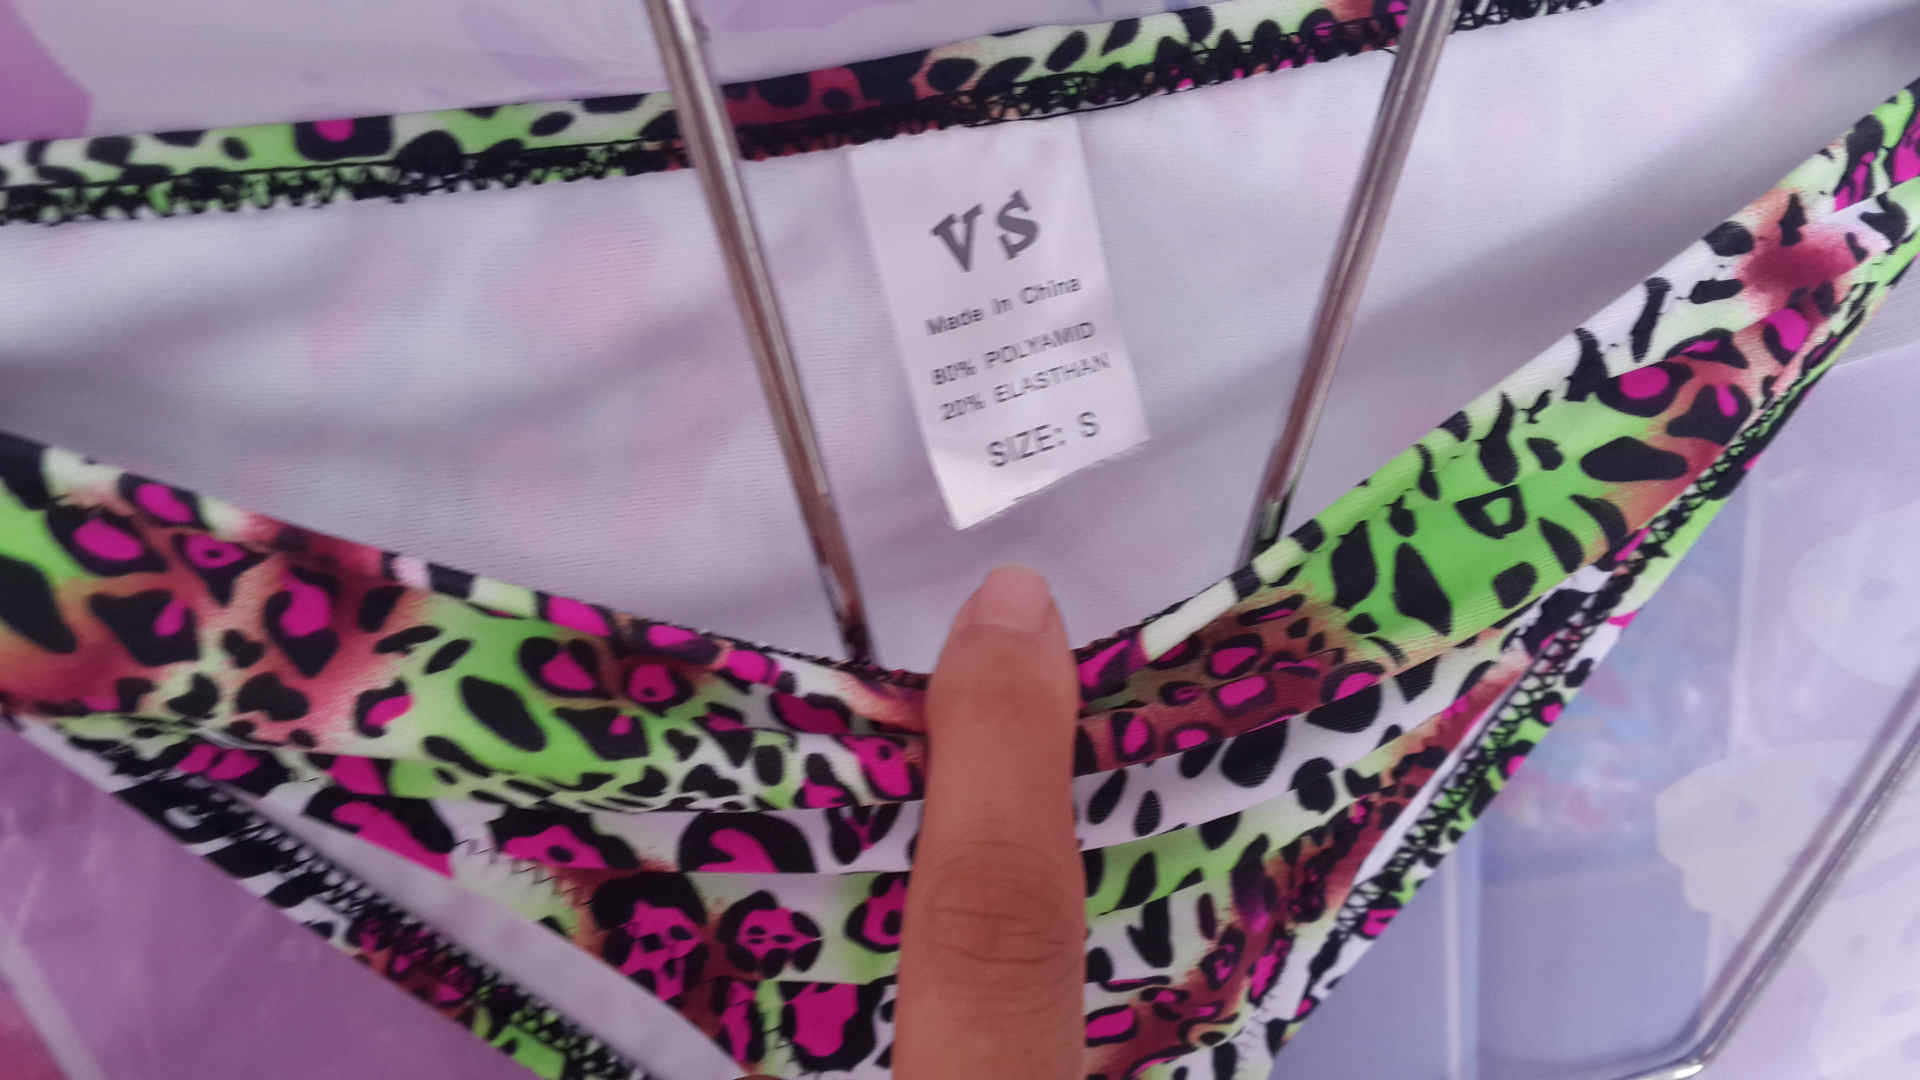 VS
Made In China
80% POLYAMID
20% ELASTHAN
SIZE: S